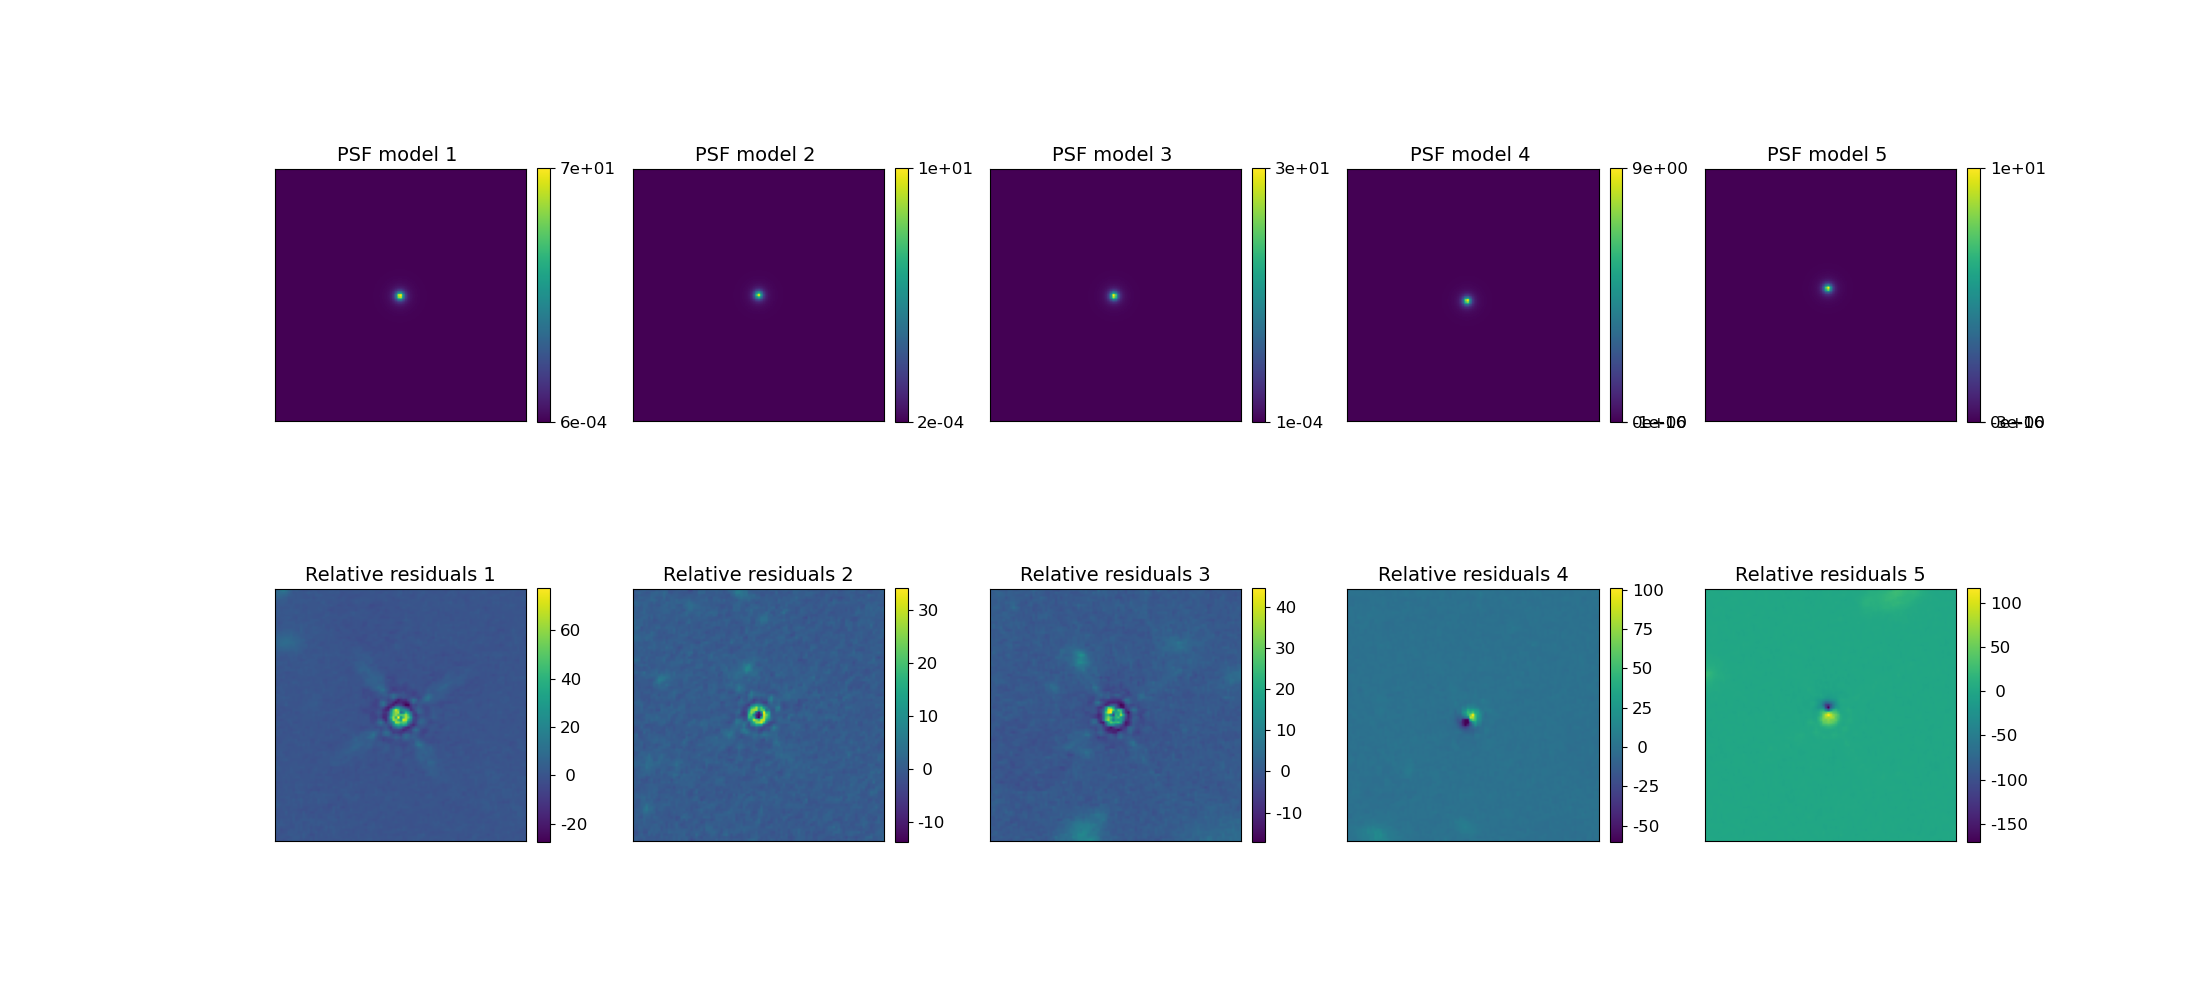 PSF model 1
PSF model 2
PSF model 3
PSF model 4
PSF model 5
7e+01
1e+01
3e+01
9e+00
1e+01
6e-04
2e-04
1e-04
Relative residuals 1
Relative residuals 2
Relative residuals 3
Relative residuals 4
Relative residuals 5
60
40
20
0
-20
30
20
10
0
-10
40
30
20
10
0
-10
100
75
50
25
0
-25
-50
100
50
0
-50
-100
-150